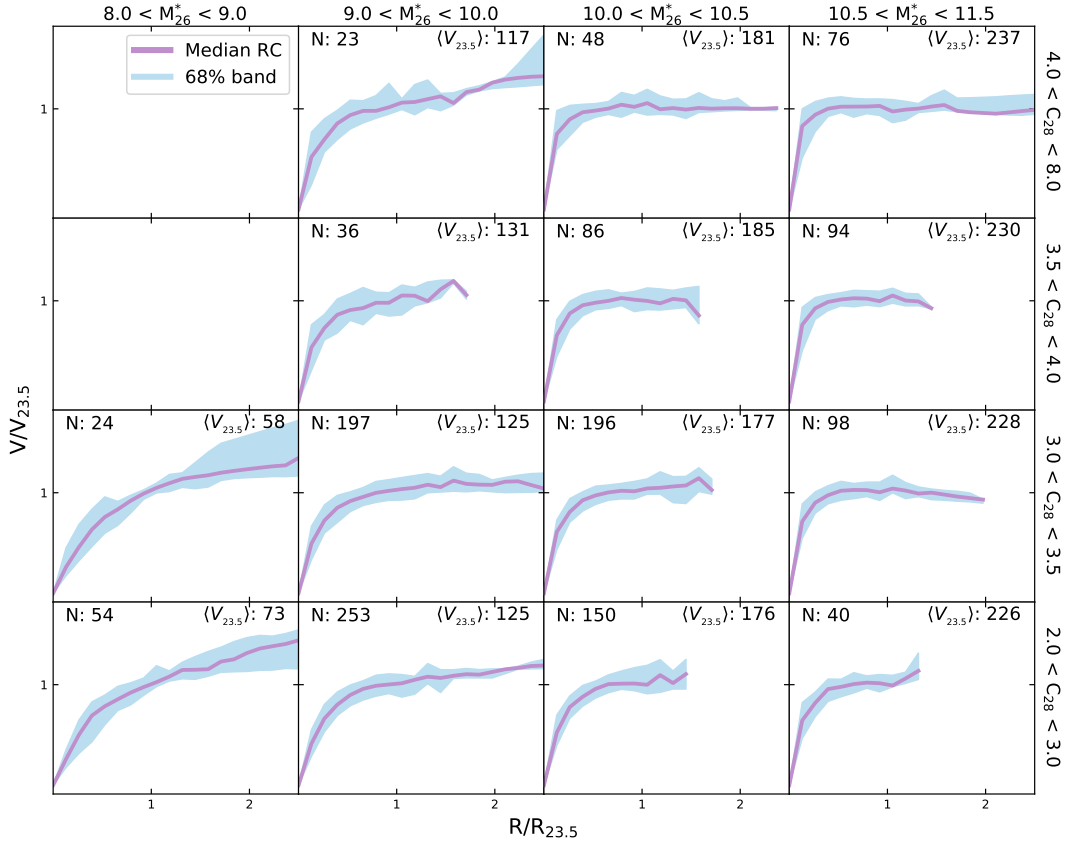 8.0 < M*26 < 9.0
9.0 < M*26 < 10.0
10.0 < M*26 < 10.5
10.5 < M*26 < 11.5
Median RC
68% band
N: 23 ⟨V23.5⟩: 117
N: 48 ⟨V23.5⟩: 181
N: 76 ⟨V23.5⟩: 237
1
4.0 < C28 < 8.0
N: 36 ⟨V23.5⟩: 131
N: 86 ⟨V23.5⟩: 185
N: 94 ⟨V23.5⟩: 230
1
3.5 < C28 < 4.0
V/V23.5
N: 24 ⟨V23.5⟩: 58
N: 197 ⟨V23.5⟩: 125
N: 196 ⟨V23.5⟩: 177
N: 98 ⟨V23.5⟩: 228
1
3.0 < C28 < 3.5
N: 54 ⟨V23.5⟩: 73
N: 253 ⟨V23.5⟩: 125
N: 150 ⟨V23.5⟩: 176
N: 40 ⟨V23.5⟩: 226
1
2.0 < C28 < 3.0
1 2 1 2 1 2 1 2
R/R23.5